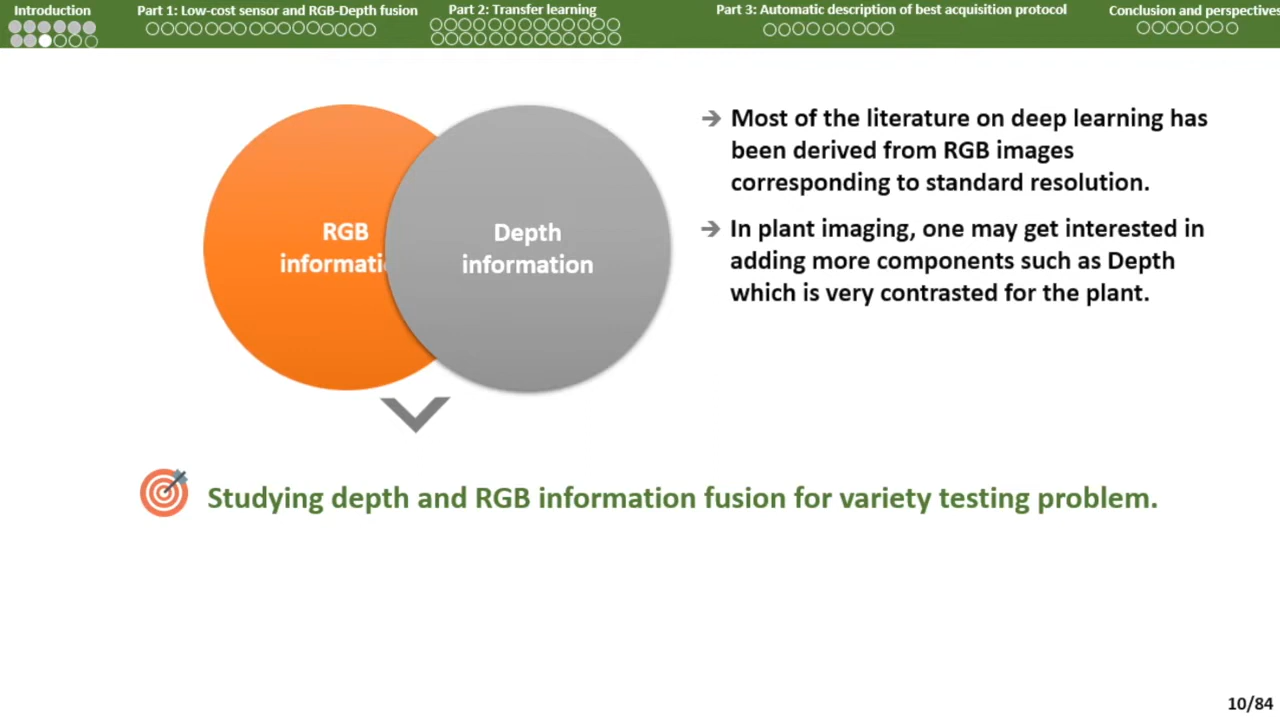 Introduction
Part 1: Low-cost sensor and RGB-Depth fusion
Part 2: Transfer learning
Part 3: Automatic description of best acquisition protocol
Conclusion and perspectives
RGB
informati
Depth
information
Most of the literature on deep learning has
been derived from RGB images
corresponding to standard resolution.
In plant imaging, one may get interested in
adding more components such as Depth
which is very contrasted for the plant.
Studying depth and RGB information fusion for variety testing problem.
10/84